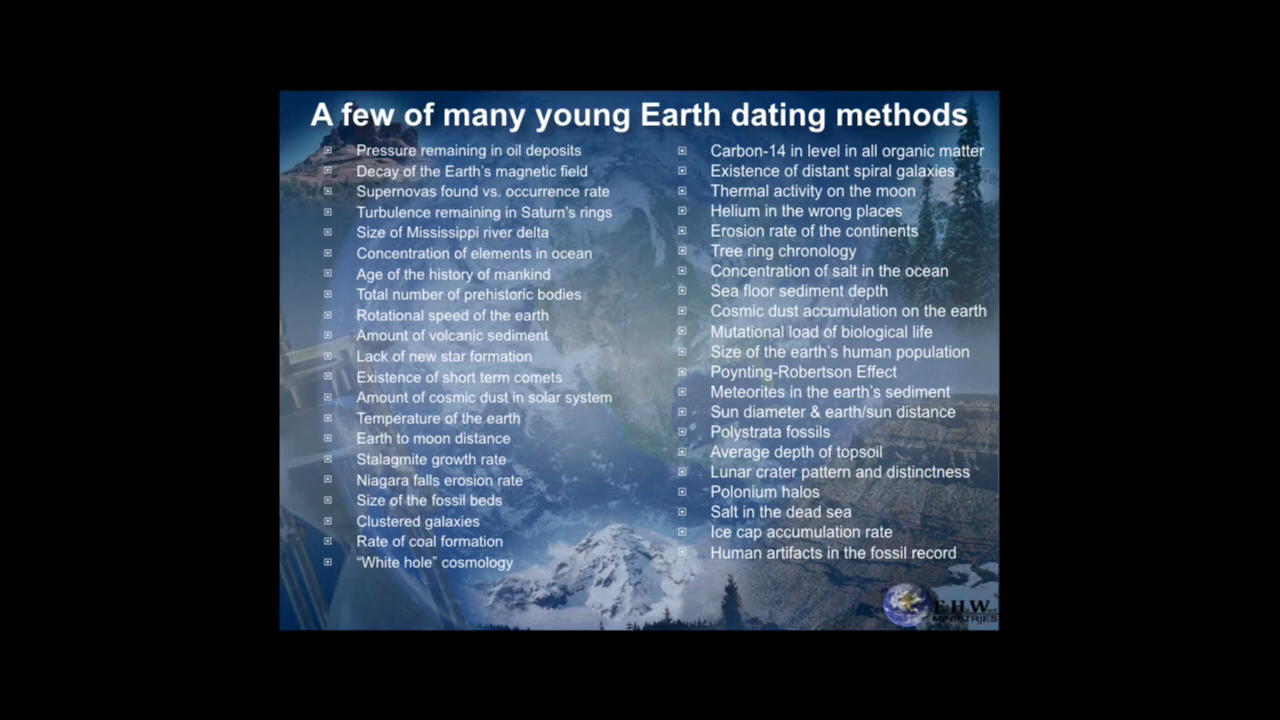 A few of many young Earth dating methods
Pressure remaining in oil deposits
Decay of the Earth's magnetic field
Supernovas found vs. occurrence rate
Turbulence remaining in Saturn's rings
Size of Mississippi river delta
Concentration of elements in ocean
Age of the history of mankind
Total number of prehistoric bodies
Rotational speed of the earth
Amount of volcanic sediment
Lack of new star formation
Existence of short term comets
Amount of cosmic dust in solar system
Temperature of the earth
Earth to moon distance
Stalagmite growth rate
Niagara falls erosion rate
Size of the fossil beds
Clustered galaxies
Rate of coal formation
“White hole” cosmology
Carbon-14 in level in all organic matter
Existence of distant spiral galaxies
Thermal activity on the moon
Helium in the wrong places
Erosion rate of the continents
Tree ring chronology
Concentration of salt in the ocean
Sea floor sediment depth
Cosmic dust accumulation on the earth
Mutational load of biological life
Size of the earth's human population
Poynting-Robertson Effect
Meteorites in the earth's sediment
Sun diameter & earth/sun distance
Polystrata fossils
Average depth of topsoil
Lunar crater pattern and distinctness
Polonium halos
Salt in the dead sea
Ice cap accumulation rate
Human artifacts in the fossil record
F.H.W.
MINISTRIES